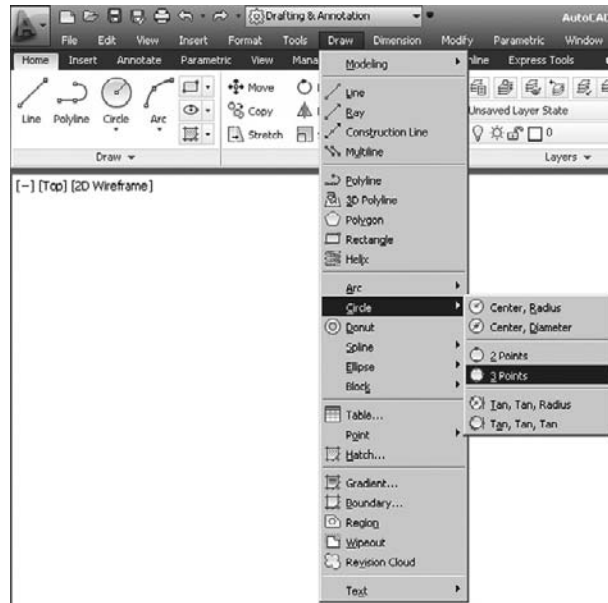 Drafting & Annotation AutoCAD
File Edit View Insert Format Tools Draw Dimension Modify Parametric Window
Home Insert Annotate Parametric View Express Tools
Line Polyline Circle Arc
Move
Copy
Stretch
Draw
Unsaved Layer State
0
Layers
[-] [Top] [2D Wireframe]
Modeling
Line
Ray
Construction Line
Multiline
Polyline
3D Polyline
Polygon
Rectangle
Helix
Arc
Circle
Donut
Spline
Ellipse
Block
Table...
Point
Hatch...
Gradient...
Boundary...
Region
Wipeout
Revision Cloud
Text
Center, Radius
Center, Diameter
2 Points
3 Points
Tan, Tan, Radius
Tan, Tan, Tan